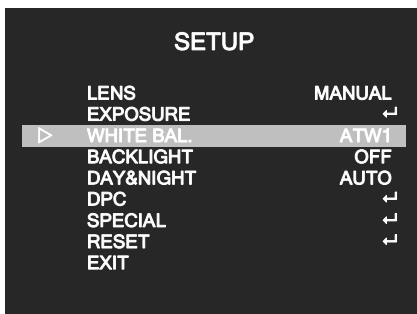 SETUP
LENS MANUAL
EXPOSURE ↵
WHITE BAL. ATW1
BACKLIGHT OFF
DAY&NIGHT AUTO
DPC ↵
SPECIAL ↵
RESET ↵
EXIT